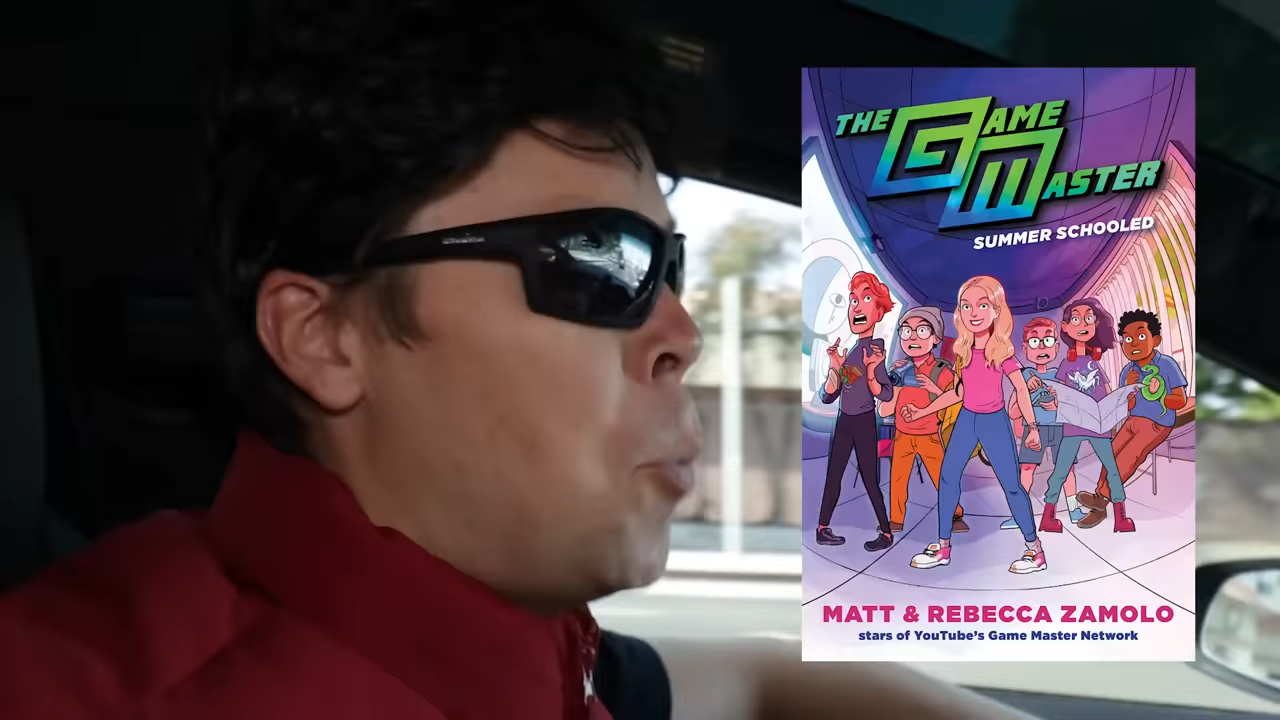 THE GAME
MASTER
SUMMER SCHOOLED
MATT & REBECCA ZAMOLO
stars of YouTube's Game Master Network